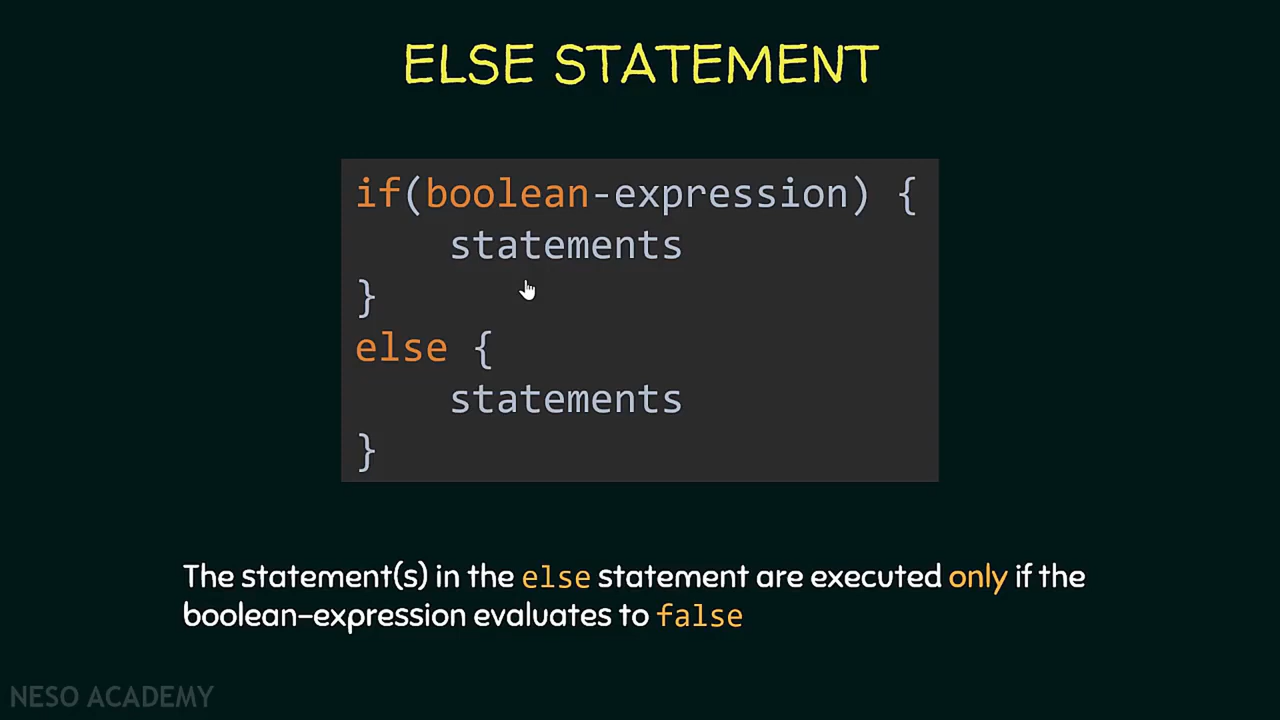 ELSE STATEMENT
if(boolean-expression) {
statements
}
else {
statements
}
The statement(s) in the else statement are executed only if the
boolean-expression evaluates to false
NESO ACADEMY